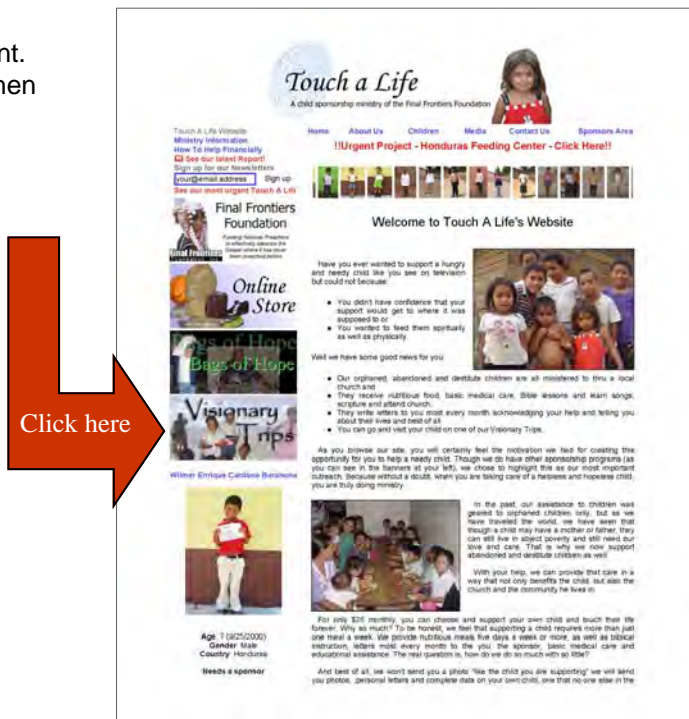 nt.
hen
Click here
Touch a Life
A child sponsorship ministry of the Final Frontiers Foundation
Touch A Life Website
Ministry Information
How To Help Financially
See our latest Report!
Sign up for our Newsletters
your@email.address Sign up
See our most urgent Touch A Lif
Home About Us Children Media Contact Us Sponsors Area
!!Urgent Project - Honduras Feeding Center - Click Here!!
Final Frontiers
Foundation
Funding National Preachers
to effectively advance the
Gospel where it has never
been preached before
Final Frontiers
Online
Store
Bags of Hope
Bags of Hope
Visionary
Trips
Wilmer Enrique Cardona Barahona
Age: 7 (9/25/2000)
Gender: Male
Country: Honduras
Needs a sponsor
Welcome to Touch A Life's Website
Have you ever wanted to support a hungry
and needy child like you see on television
but could not because:
• You didn't have confidence that your
support would get to where it was
supposed to or
• You wanted to feed them spiritually
as well as physically.
Well we have some good news for you:
• Our orphaned, abandoned and destitute children are all ministered to thru a local
church and
• They receive nutritious food, basic medical care, Bible lessons and learn songs,
scripture and attend church.
• They write letters to you most every month acknowledging your help and telling you
about their lives and best of all
• You can go and visit your child on one of our Visionary Trips.
As you browse our site, you will certainly feel the motivation we had for creating this
opportunity for you to help a needy child. Though we do have other sponsorship programs (as
you can see in the banners at your left), we chose to highlight this as our most important
outreach. Because without a doubt, when you are taking care of a helpless and hopeless child,
you are truly doing ministry.
In the past, our assistance to children was
geared to orphaned children only, but as we
have traveled the world, we have seen that
though a child may have a mother or father, they
can still live in abject poverty and still need our
love and care. That is why we now support
abandoned and destitute children as well.
With your help, we can provide that care in a
way that not only benefits the child, but also the
church and the community he lives in.
For only $26 monthly, you can choose and support your own child and touch their life
forever. Why so much? To be honest, we feel that supporting a child requires more than just
one meal a week. We provide nutritious meals five days a week or more, as well as biblical
instruction, letters most every month to the you, the sponsor, basic medical care and
educational assistance. The real question is, how do we do so much with so little?
And best of all, we won't send you a photo "like the child you are supporting" we will send
you photos, personal letters and complete data on your own child, one that no one else in the